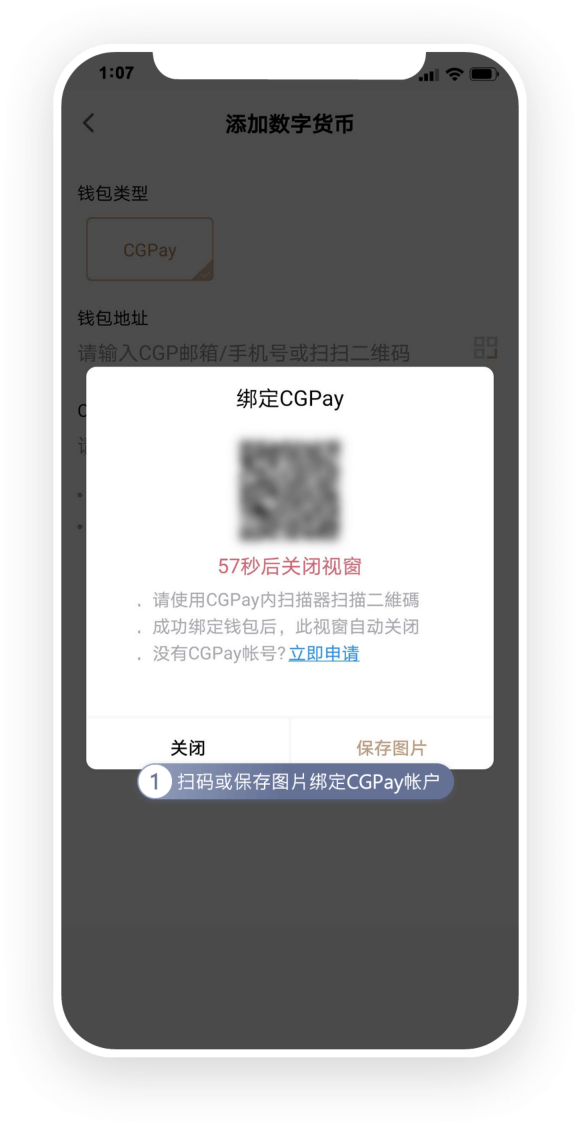 1:07
添加数字货币
钱包类型
CGPay
钱包地址
请输入CGP邮箱/手机号或扫扫二维码
绑定CGPay
57秒后关闭视窗
. 请使用CGPay内扫描器扫描二維碼
. 成功绑定钱包后，此视窗自动关闭
. 没有CGPay帐号?立即申请
关闭
保存图片
1 扫码或保存图片绑定CGPay帐户